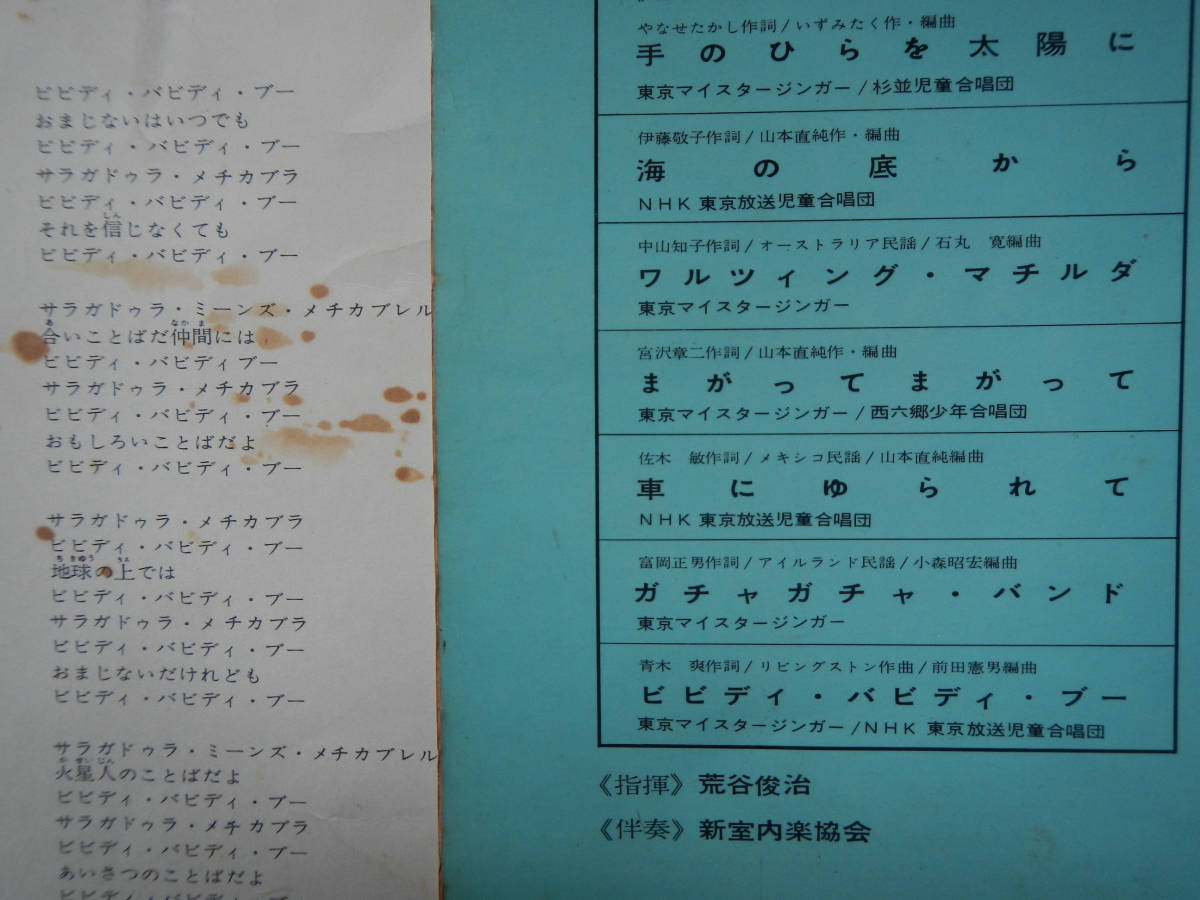 ビビディ・バビディ・ブー
おまじないはいつでも
ビビディ・バビディ・ブー
サラガドゥラ・メチカブラ
ビビディ・バビディ・ブー
それを信じなくても
ビビディ・バビディ・ブー
サラガドゥラ・ミーンズ・メチカブレル
合いことばだ仲間には
ビビディ・バビディブー
サラガドゥラ・メチカブラ
ビビディ・バビディ・ブー
おもしろいことばだよ
ビビディ・バビディ・ブー
サラガドゥラ・メチカブラ
ビビディ・バビディ・ブー
地球の上では
ビビディ・バビディ・ブー
サラガドゥラ・メチカブラ
ビビディ・バビディ・ブー
おまじないだけれども
ビビディ・バビディ・ブー
サラガドゥラ・ミーンズ・メチカブレル
火星人のことばだよ
ビビディ・バビディ・ブー
サラガドゥラ・メチカブラ
ビビディ・バビディ・ブー
あいさつのことばだよ
ビビディ・バビディ・ブー
やなせたかし作詞/いずみたく作・編曲
手のひらを太陽に
東京マイスタージンガー/杉並児童合唱団
伊藤敬子作詞/山本直純作・編曲
海の底から
NHK 東京放送児童合唱団
中山知子作詞/オーストラリア民謡/石丸 寛編曲
ワルツィング・マチルダ
東京マイスタージンガー
宮沢章二作詞/山本直純作・編曲
まがってまがって
東京マイスタージンガー/西六郷少年合唱団
佐木 敏作詞/メキシコ民謡/山本直純編曲
車にゆられて
NHK 東京放送児童合唱団
富岡正男作詞/アイルランド民謡/小森昭宏編曲
ガチャガチャ・バンド
東京マイスタージンガー
青木 爽作詞/リビングストン作曲/前田憲男編曲
ビビディ・バビディ・ブー
東京マイスタージンガー/NHK 東京放送児童合唱団
《指揮》荒谷俊治
《伴奏》新室内楽協会